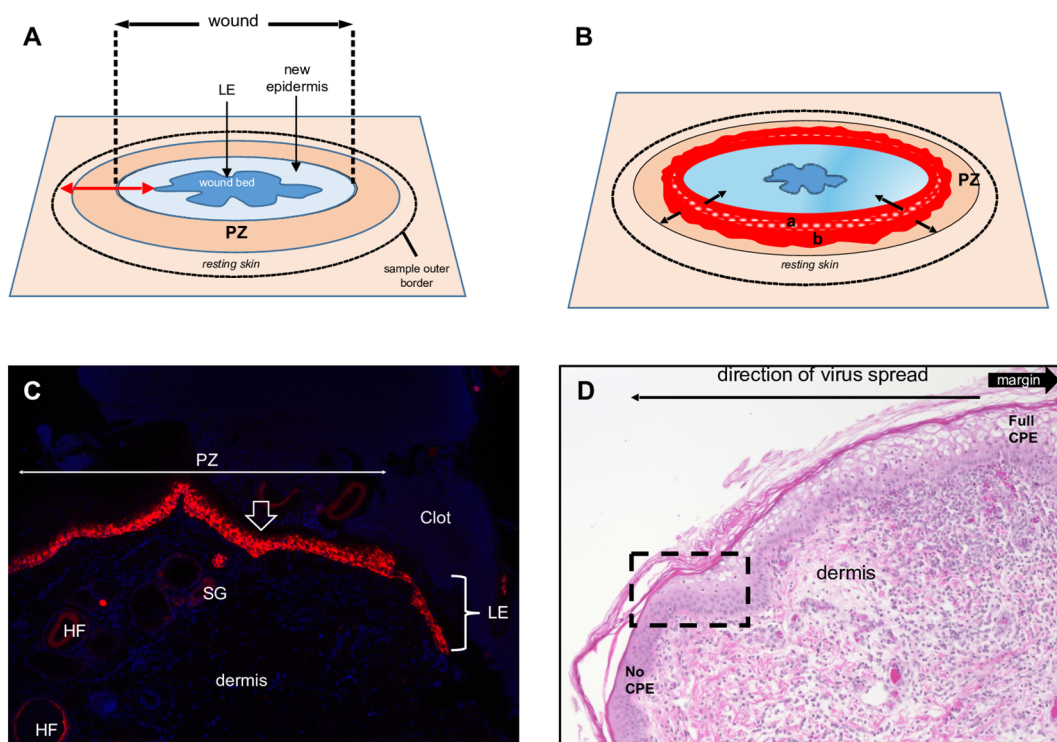 A
wound
LE
new
epidermis
wound bed
PZ
resting skin
sample outer
border
B
PZ
a
b
resting skin
C
PZ
Clot
SG
LE
HF
dermis
HF
D
direction of virus spread
margin
Full
CPE
dermis
No
CPE